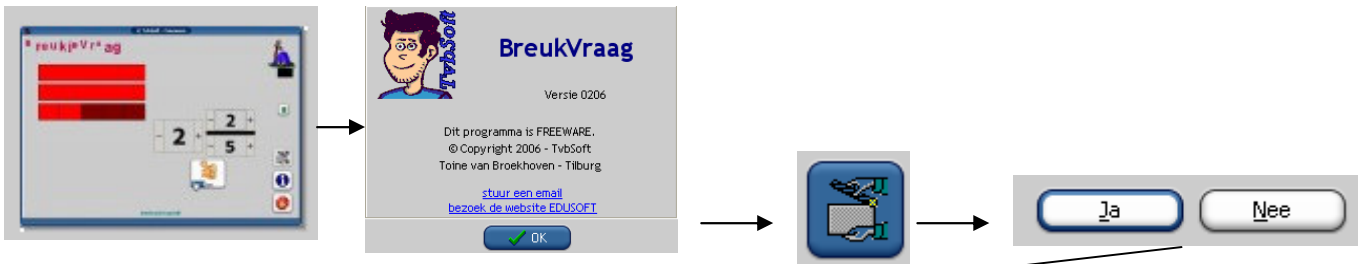 BreukjeVraag
2
2
5
TvbSoft
BreukVraag
Versie 0206
Dit programma is FREEWARE.
© Copyright 2006 - TvbSoft
Toine van Broekhoven - Tilburg
stuur een email
bezoek de website EDUSOFT
OK
Ja
Nee